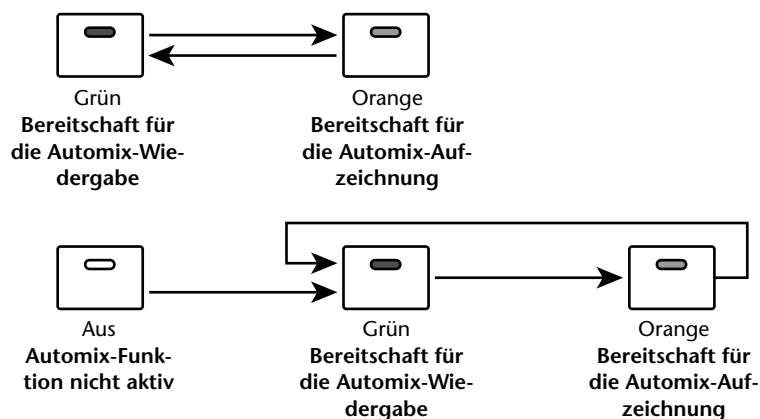 Grün
Bereitschaft für
die Automix-Wie-
dergabe
Orange
Bereitschaft für
die Automix-Auf-
zeichnung
Aus
Automix-Funk-
tion nicht aktiv
Grün
Bereitschaft für
die Automix-Wie-
dergabe
Orange
Bereitschaft für
die Automix-Auf-
zeichnung